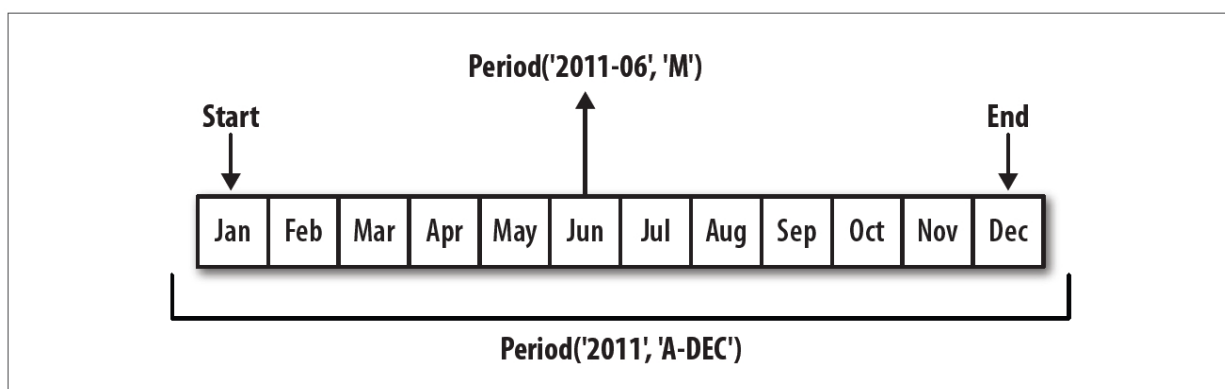 Period('2011-06', 'M')
Start End
Jan Feb Mar Apr May Jun Jul Aug Sep Oct Nov Dec
Period('2011', 'A-DEC')